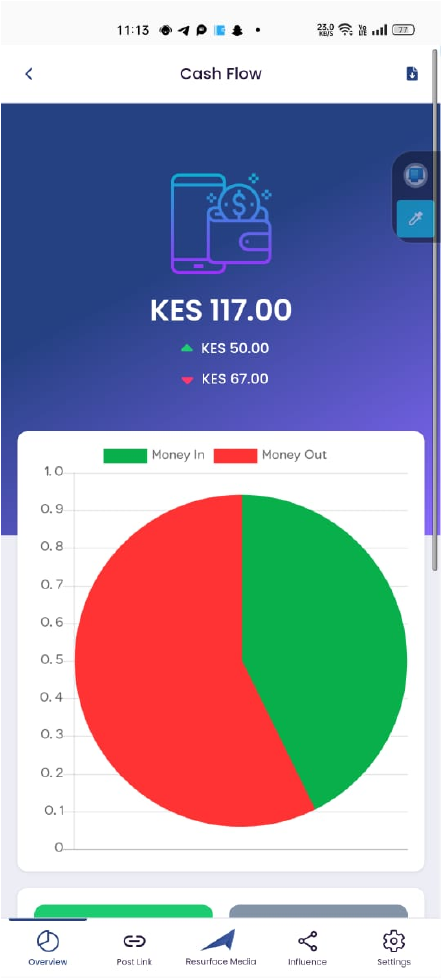 11:13
23.0 KB/S
Vo LTE
77
Cash Flow
$
KES 117.00
KES 50.00
KES 67.00
Money In Money Out
1.0
0.9
0.8
0.7
0.6
0.5
0.4
0.3
0.2
0.1
0
Overview Post Link Resurface Media Influence Settings